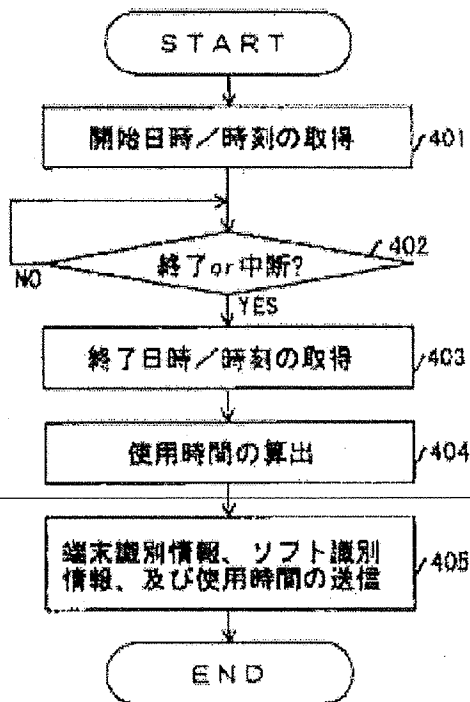 START
開始日時／時刻の取得
401
終了or中断?
402
NO
YES
終了日時／時刻の取得
403
使用時間の算出
404
端末識別情報、ソフト識別
情報、及び使用時間の送信
405
END